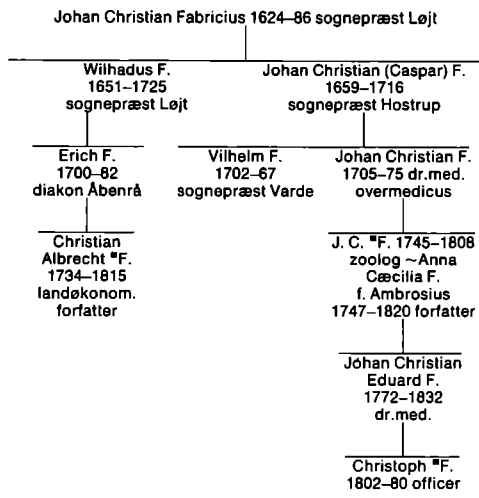 Johan Christian Fabricius 1624–86 sognepræst Løjt
Wilhadus F.
1651–1725
sognepræst Løjt
Johan Christian (Caspar) F.
1659–1716
sognepræst Hostrup
Erich F.
1700–82
diakon Åbenrå
Vilhelm F.
1702–67
sognepræst Varde
Johan Christian F.
1705–75 dr.med.
overmedicus
Christian
Albrecht ■F.
1734–1815
landøkonom.
forfatter
J. C. ■F. 1745–1808
zoolog ~Anna
Cæcilia F.
f. Ambrosius
1747–1820 forfatter
Johan Christian
Eduard F.
1772–1832
dr.med.
Christoph ■F.
1802–80 officer